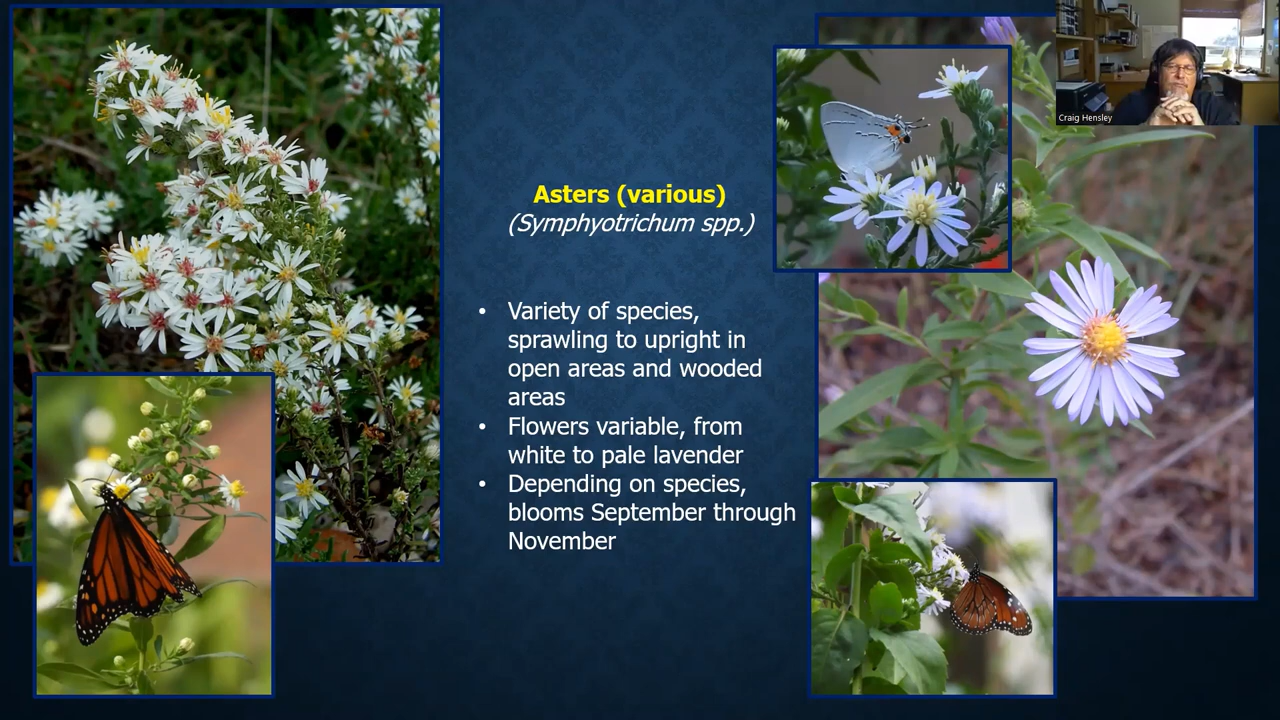 Asters (various)
(Symphyotrichum spp.)
• Variety of species,
sprawling to upright in
open areas and wooded
areas
• Flowers variable, from
white to pale lavender
• Depending on species,
blooms September through
November
Craig Hensley